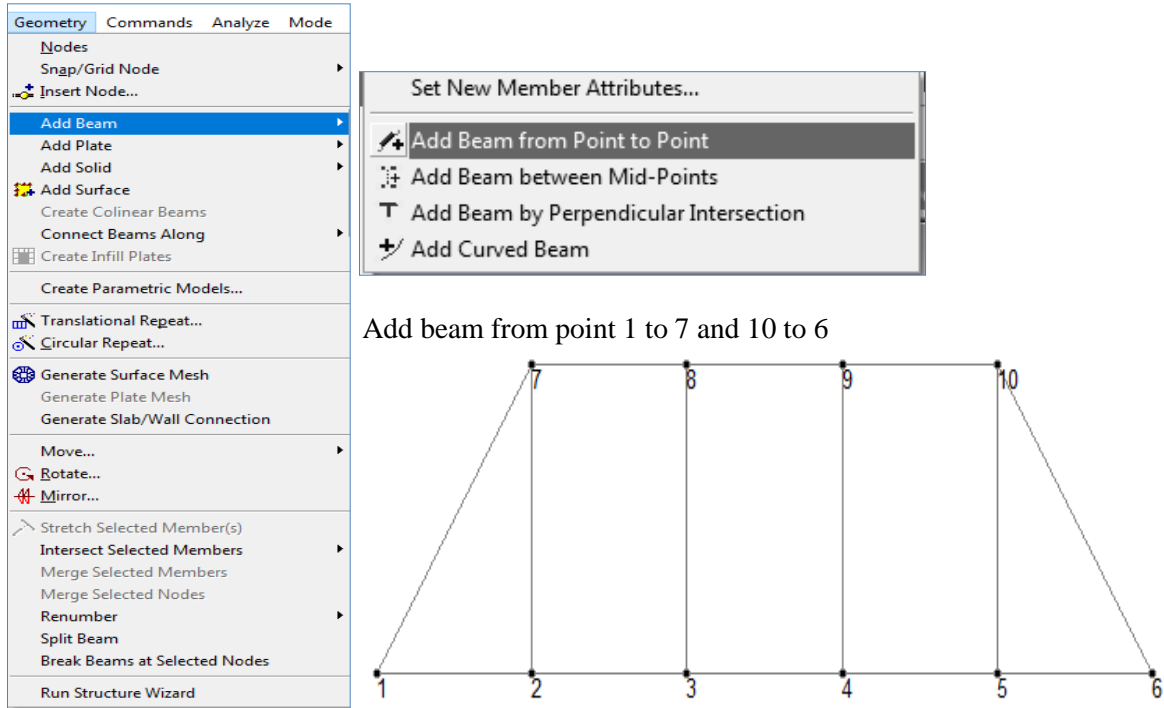 Geometry Commands Analyze Mode
Nodes
Snap/Grid Node
Insert Node...
Add Beam
Add Plate
Add Solid
Add Surface
Create Colinear Beams
Connect Beams Along
Create Infill Plates
Create Parametric Models...
Translational Repeat...
Circular Repeat...
Generate Surface Mesh
Generate Plate Mesh
Generate Slab/Wall Connection
Move...
Rotate...
Mirror...
Stretch Selected Member(s)
Intersect Selected Members
Merge Selected Members
Merge Selected Nodes
Renumber
Split Beam
Break Beams at Selected Nodes
Run Structure Wizard
Set New Member Attributes...
Add Beam from Point to Point
Add Beam between Mid-Points
Add Beam by Perpendicular Intersection
Add Curved Beam
Add beam from point 1 to 7 and 10 to 6
7 8 9 10
1 2 3 4 5 6